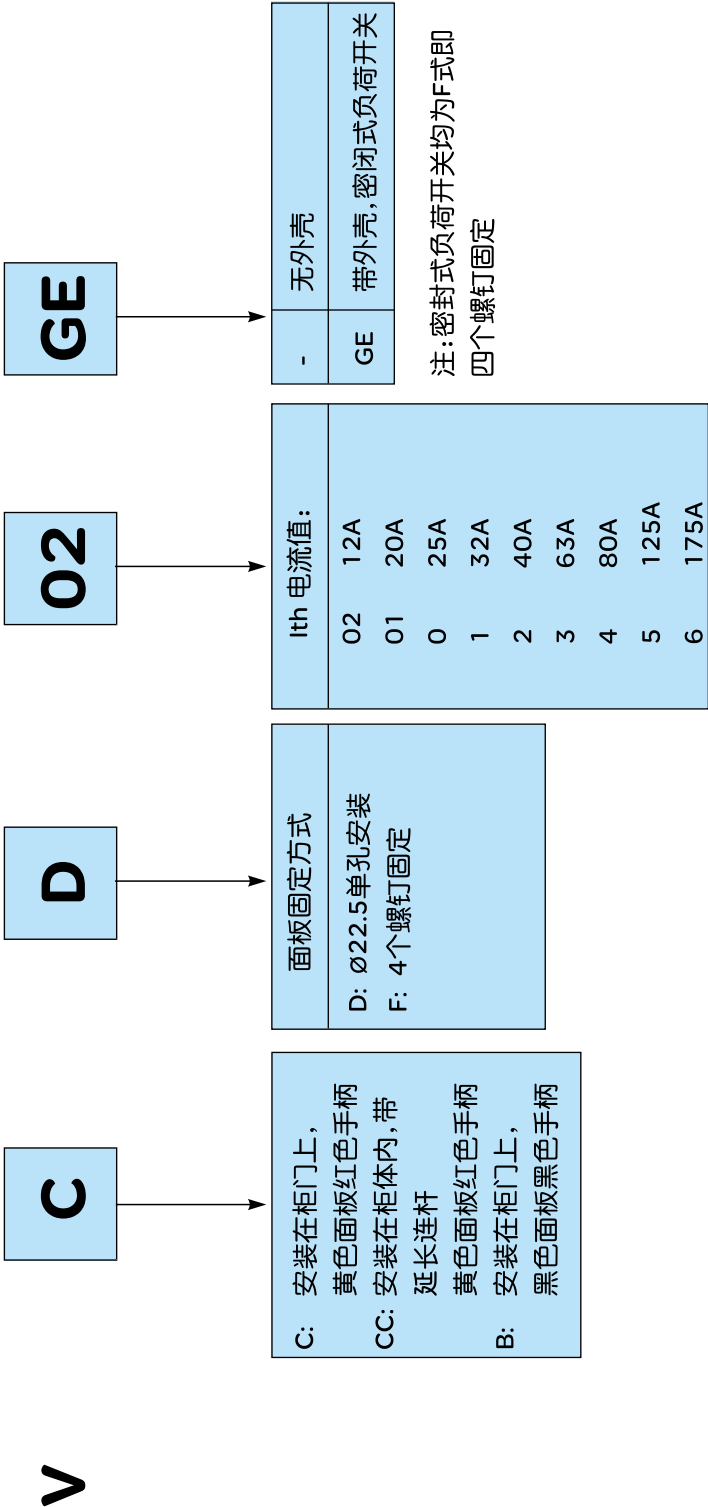 V
C
D
02
GE
C: 安装在柜门上,
黄色面板红色手柄
CC: 安装在柜体内,带
延长连杆
黄色面板红色手柄
B: 安装在柜门上,
黑色面板黑色手柄
面板固定方式
D: Ø22.5单孔安装
F: 4个螺钉固定
Ith 电流值:
02 12A
01 20A
0 25A
1 32A
2 40A
3 63A
4 80A
5 125A
6 175A
- 无外壳
GE 带外壳,密闭式负荷开关
注:密封式负荷开关均为F式即
四个螺钉固定